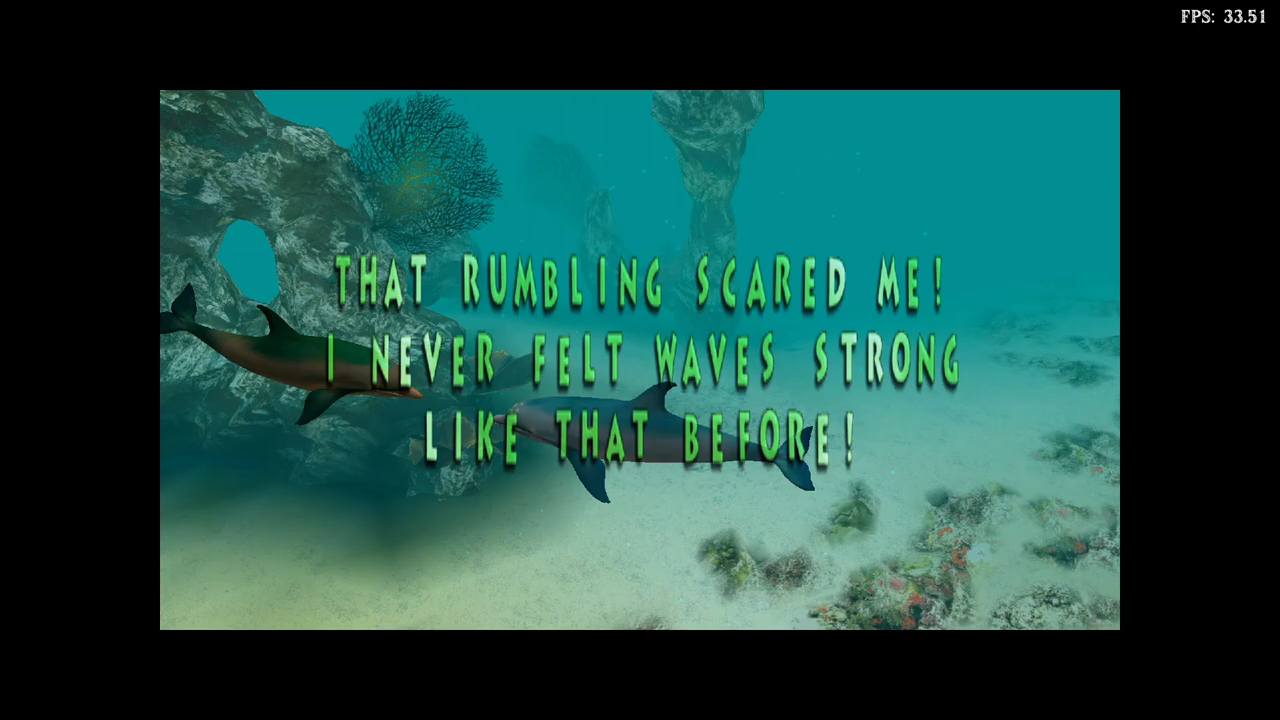 FPS: 33.51
THAT RUMBLING SCARED ME!
I NEVER FELT WAVES STRONG
LIKE THAT BEFORE!